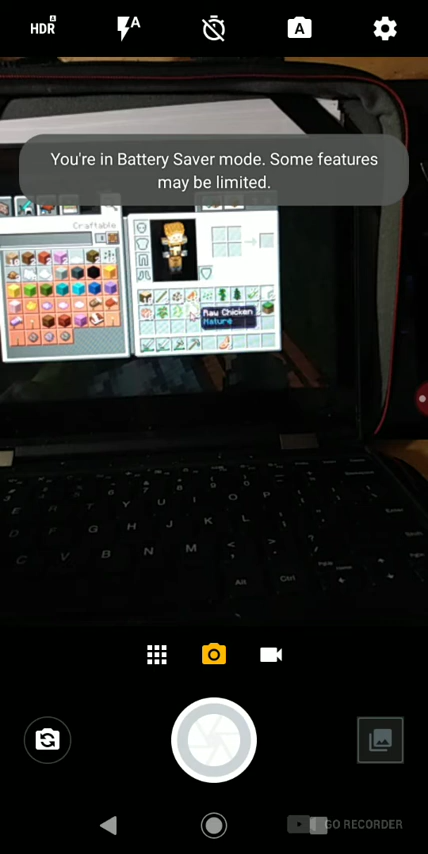 HDR A
A
A
You're in Battery Saver mode. Some features
may be limited.
Craftable
Raw Chicken
Nature
E R T Y U I O P
D F G H J K L
C V B N M < >
Alt Ctrl
GO RECORDER